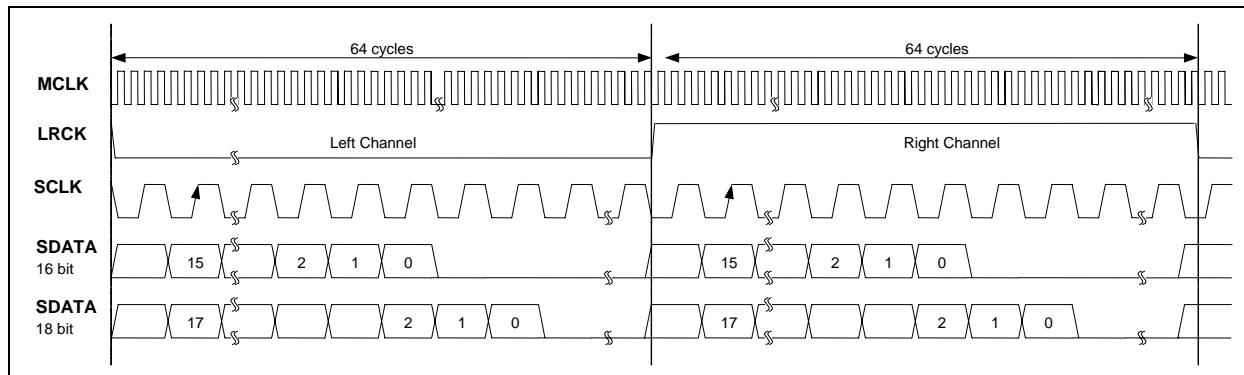 64 cycles 64 cycles
MCLK
LRCK Left Channel Right Channel
SCLK
SDATA 15 2 1 0 15 2 1 0
16 bit
SDATA 17 2 1 0 17 2 1 0
18 bit